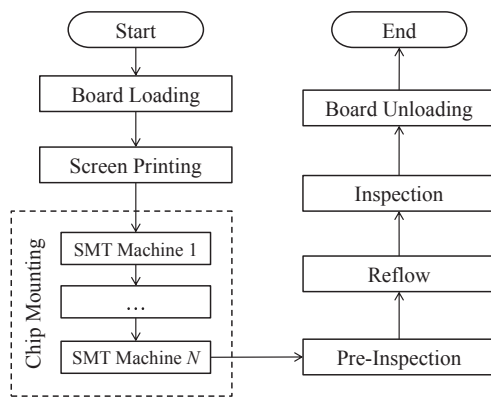 Start
Board Loading
Screen Printing
Chip Mounting
SMT Machine 1
...
SMT Machine N
Pre-Inspection
Reflow
Inspection
Board Unloading
End